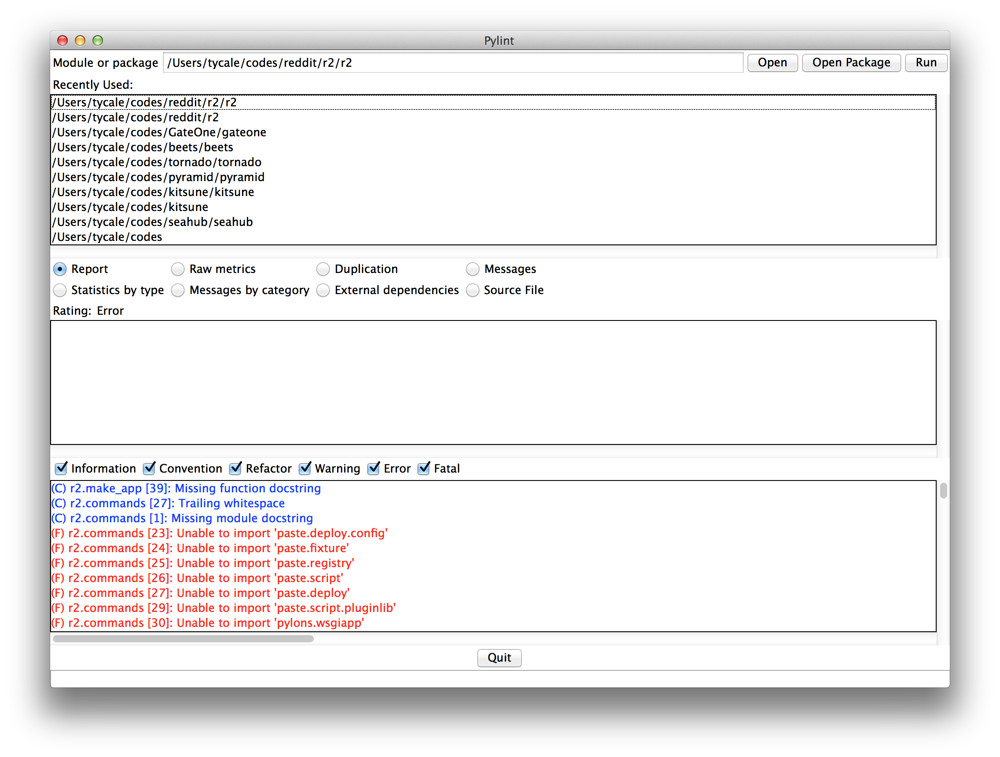 Pylint
Module or package /Users/tycale/codes/reddit/r2/r2 Open Open Package Run
Recently Used:
/Users/tycale/codes/reddit/r2/r2
/Users/tycale/codes/reddit/r2
/Users/tycale/codes/GateOne/gateone
/Users/tycale/codes/beets/beets
/Users/tycale/codes/tornado/tornado
/Users/tycale/codes/pyramid/pyramid
/Users/tycale/codes/kitsune/kitsune
/Users/tycale/codes/kitsune
/Users/tycale/codes/seahub/seahub
/Users/tycale/codes
Report Raw metrics Duplication Messages
Statistics by type Messages by category External dependencies Source File
Rating: Error
Information Convention Refactor Warning Error Fatal
(C) r2.make_app [39]: Missing function docstring
(C) r2.commands [27]: Trailing whitespace
(C) r2.commands [1]: Missing module docstring
(F) r2.commands [23]: Unable to import 'paste.deploy.config'
(F) r2.commands [24]: Unable to import 'paste.fixture'
(F) r2.commands [25]: Unable to import 'paste.registry'
(F) r2.commands [26]: Unable to import 'paste.script'
(F) r2.commands [27]: Unable to import 'paste.deploy'
(F) r2.commands [29]: Unable to import 'paste.script.pluginlib'
(F) r2.commands [30]: Unable to import 'pylons.wsgiapp'
Quit